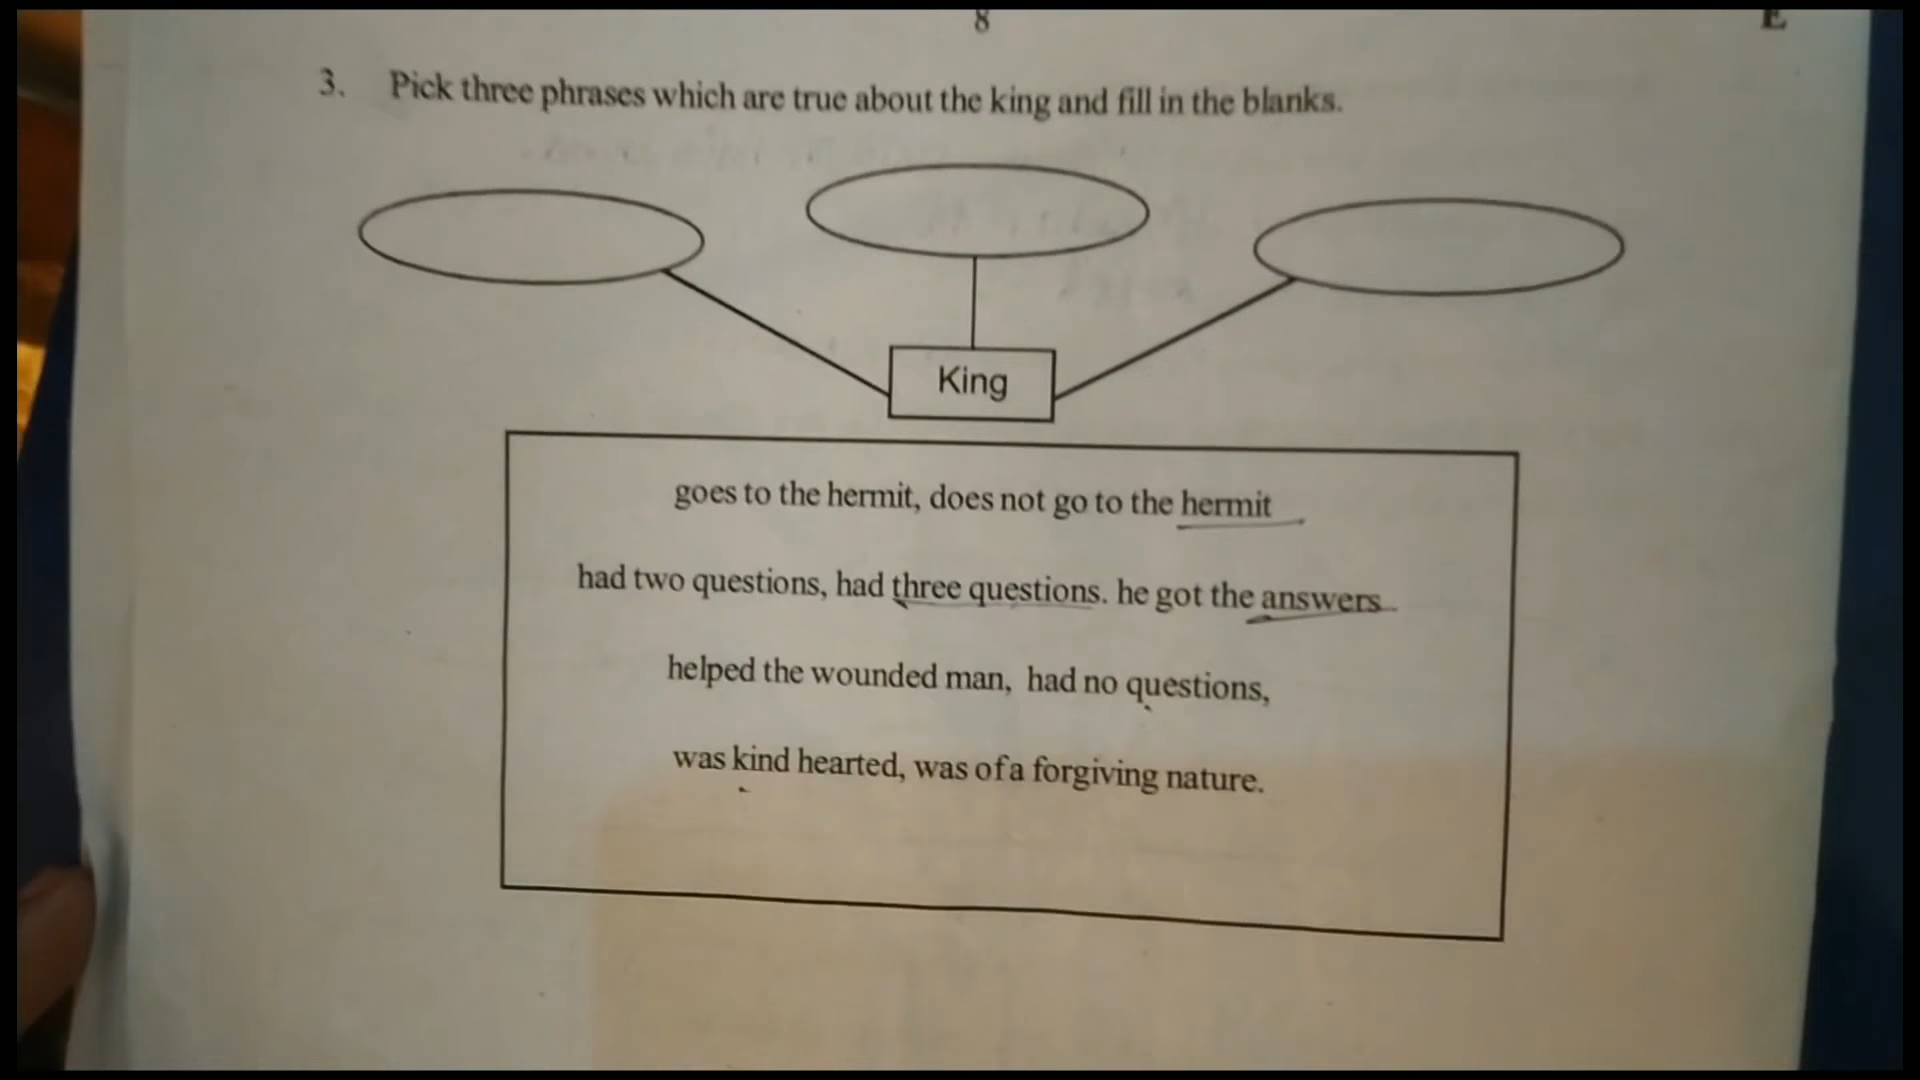 8
E
3. Pick three phrases which are true about the king and fill in the blanks.
King
goes to the hermit, does not go to the hermit
had two questions, had three questions. he got the answers
helped the wounded man, had no questions,
was kind hearted, was of a forgiving nature.